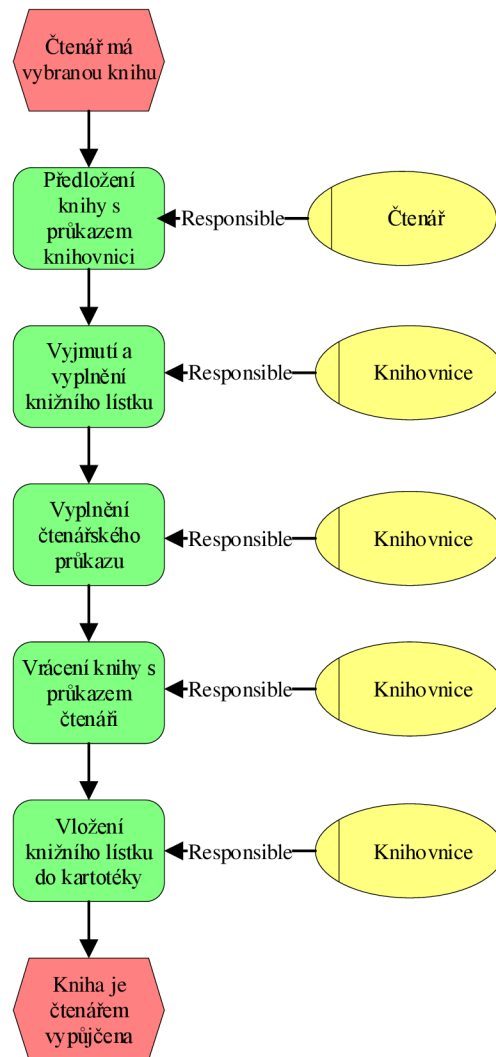 Čtenář má
vybranou knihu
Předložení
knihy s
průkazem
knihovnici
Responsible
Čtenář
Vyjmutí a
vyplnění
knižního lístku
Responsible
Knihovnice
Vyplnění
čtenářského
průkazu
Responsible
Knihovnice
Vrácení knihy s
průkazem
čtenáři
Responsible
Knihovnice
Vložení
knižního lístku
do kartotéky
Responsible
Knihovnice
Kniha je
čtenářem
vypůjčena